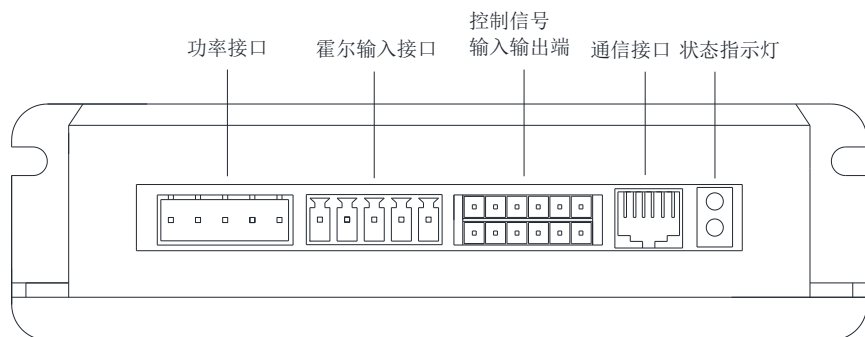 功率接口
霍尔输入接口
控制信号
输入输出端
通信接口
状态指示灯